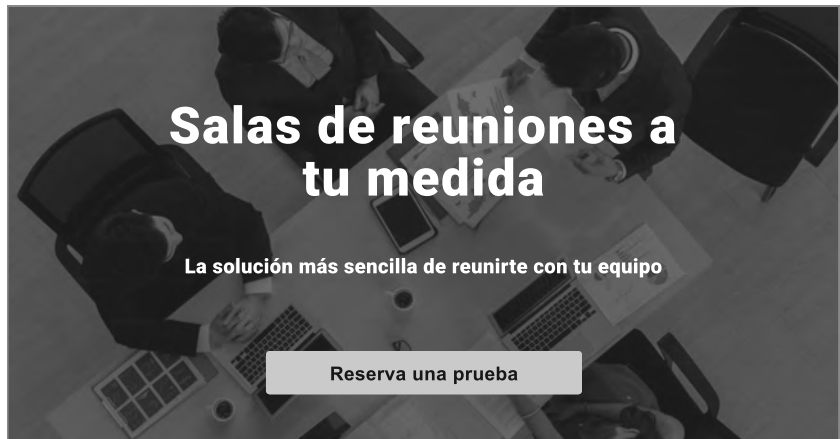 Salas de reuniones a
tu medida
La solución más sencilla de reunirte con tu equipo
Reserva una prueba